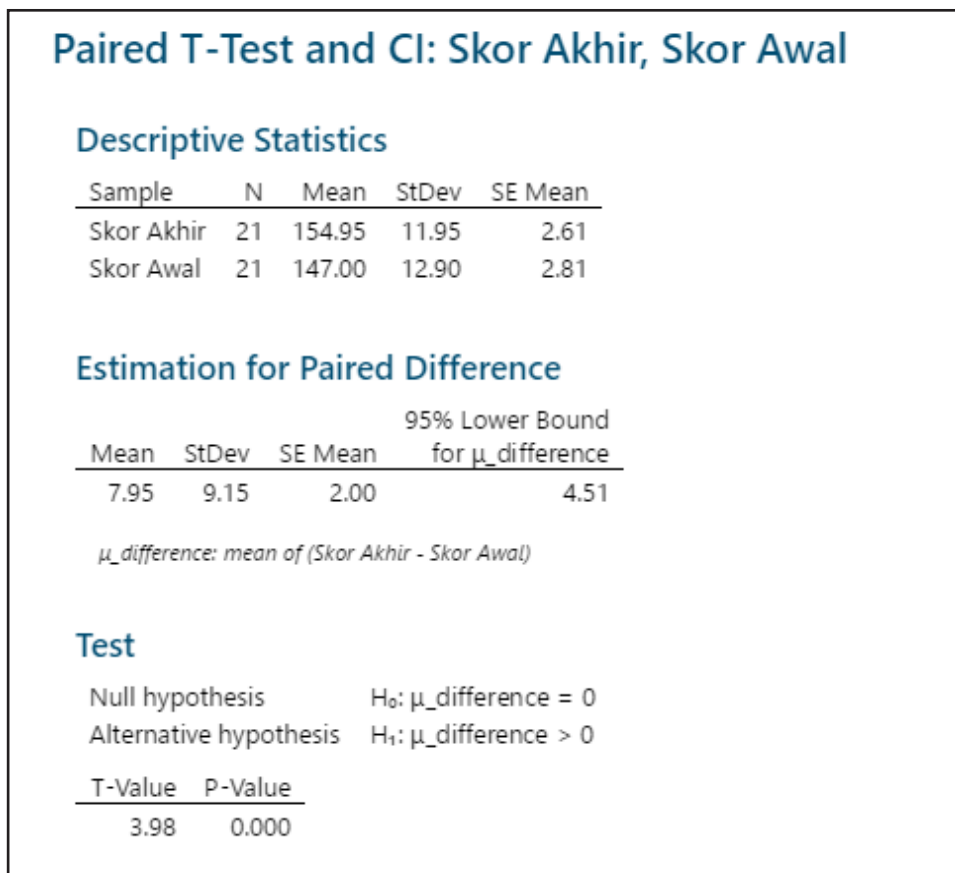 Paired T-Test and CI: Skor Akhir, Skor Awal
Descriptive Statistics
Sample N Mean StDev SE Mean
Skor Akhir 21 154.95 11.95 2.61
Skor Awal 21 147.00 12.90 2.81
Estimation for Paired Difference
95% Lower Bound
Mean StDev SE Mean for μ_difference
7.95 9.15 2.00 4.51
μ_difference: mean of (Skor Akhir - Skor Awal)
Test
Null hypothesis H₀: μ_difference = 0
Alternative hypothesis H₁: μ_difference > 0
T-Value P-Value
3.98 0.000